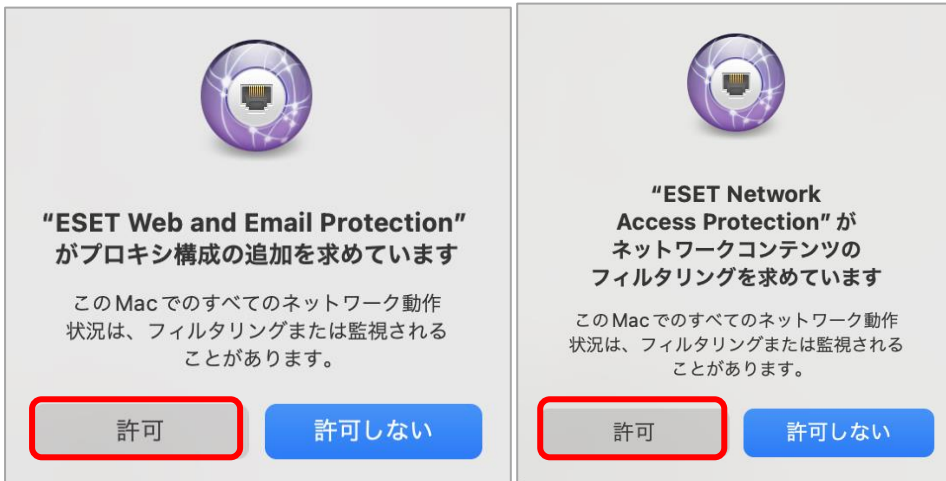 “ESET Web and Email Protection”
がプロキシ構成の追加を求めています
このMacでのすべてのネットワーク動作
状況は、フィルタリングまたは監視される
ことがあります。
許可
許可しない
“ESET Network
Access Protection” が
ネットワークコンテンツの
フィルタリングを求めています
このMacでのすべてのネットワーク動作
状況は、フィルタリングまたは監視される
ことがあります。
許可
許可しない